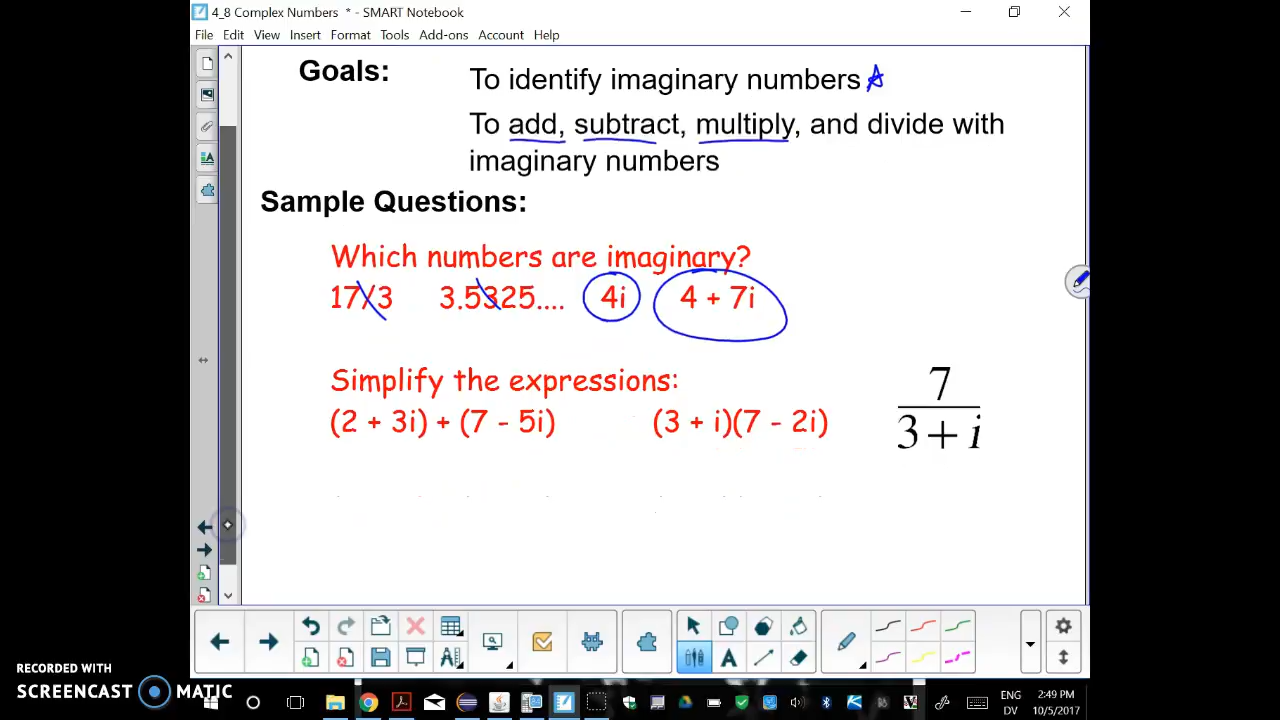 4_8 Complex Numbers * - SMART Notebook
File Edit View Insert Format Tools Add-ons Account Help
Goals:
To identify imaginary numbers
To add, subtract, multiply, and divide with
imaginary numbers
Sample Questions:
Which numbers are imaginary?
17/3 3.5325.... 4i 4 + 7i
Simplify the expressions:
(2 + 3i) + (7 - 5i) (3 + i)(7 - 2i)
7
3 + i
RECORDED WITH
SCREENCAST MATIC
ENG
DV
2:49 PM
10/5/2017